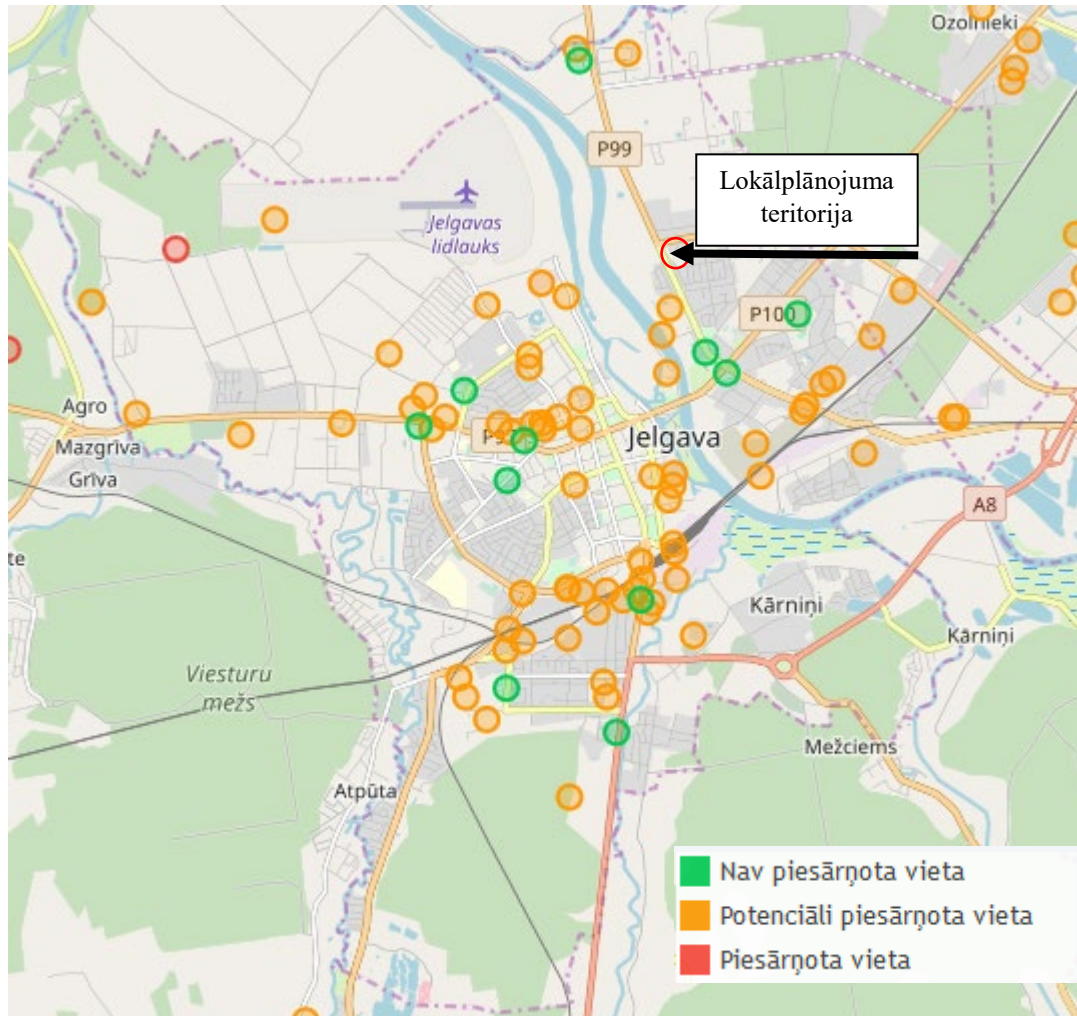 Ozolnieki
P99
Lokālplānojuma
teritorija
Jelgavas
lidlauks
P100
Agro
Mazgrīva
Grīva
Jelgava
A8
te
Kārniņi
Kārniņi
Viesturu
mežs
Mežciems
Atpūta
Nav piesārņota vieta
Potenciāli piesārņota vieta
Piesārņota vieta